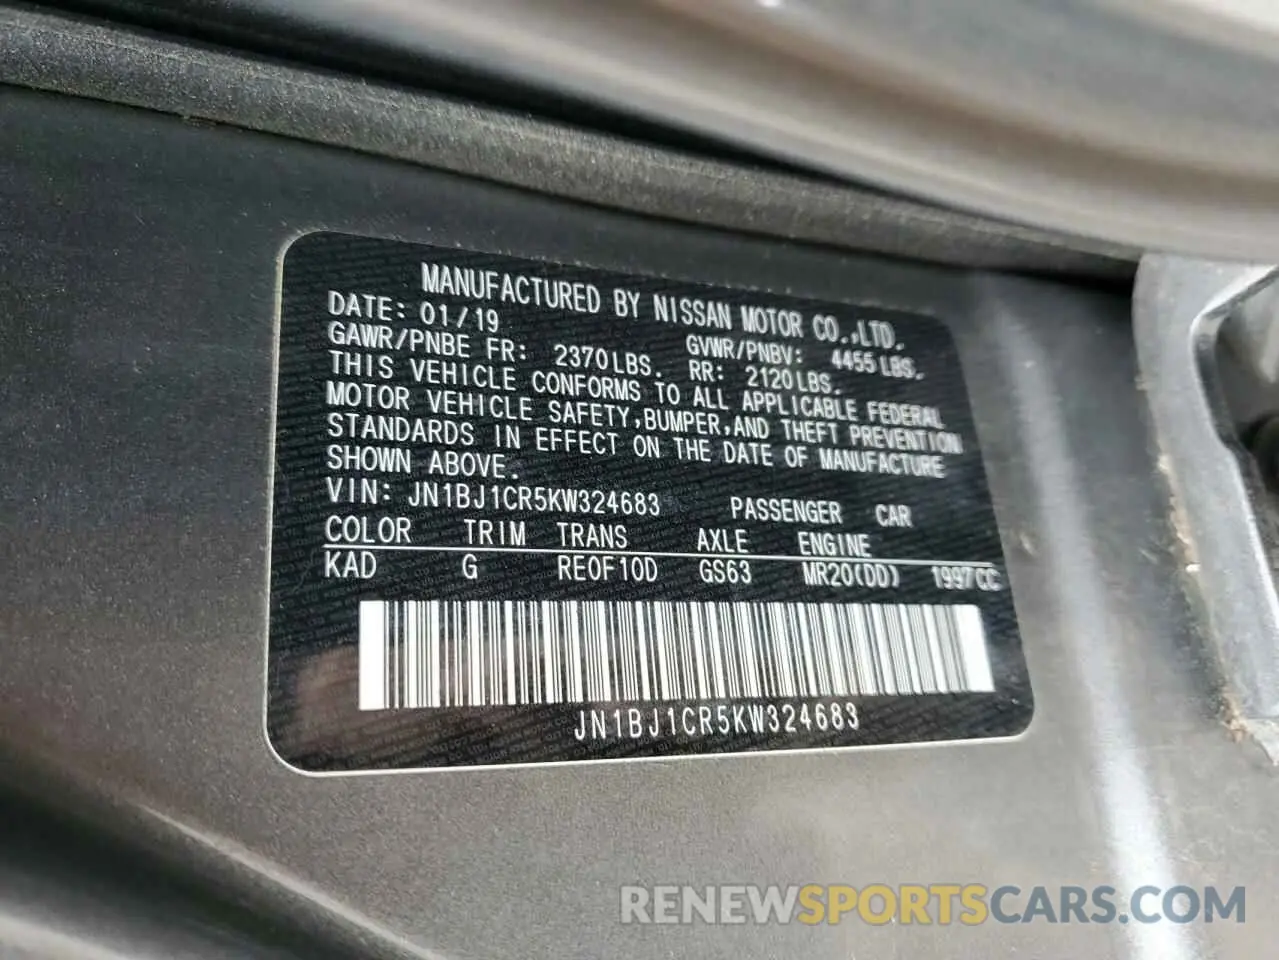 MANUFACTURED BY NISSAN MOTOR CO.,LTD.
DATE: 01/19
GAWR/PNBE FR: 2370LBS. GVWR/PNBV: 4455LBS.
RR: 2120LBS.
THIS VEHICLE CONFORMS TO ALL APPLICABLE FEDERAL
MOTOR VEHICLE SAFETY,BUMPER,AND THEFT PREVENTION
STANDARDS IN EFFECT ON THE DATE OF MANUFACTURE
SHOWN ABOVE.
VIN: JN1BJ1CR5KW324683 PASSENGER CAR
COLOR TRIM TRANS AXLE ENGINE
KAD G RE0F10D GS63 MR20(DD) 1997CC
JN1BJ1CR5KW324683
RENEWSPORTSCARS.COM